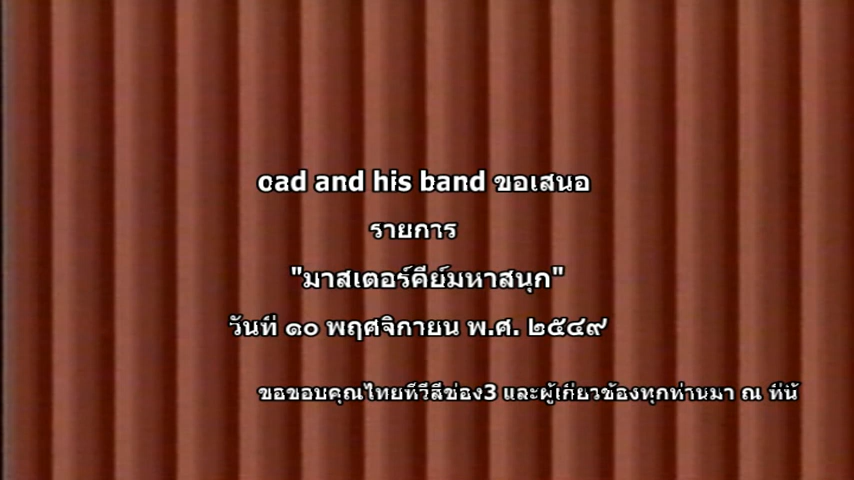 oad and his band ขอเสนอ
รายการ
"มาสเตอร์คีย์มหาสนุก"
วันที่ ๑๐ พฤศจิกายน พ.ศ. ๒๕๔๙
ขอขอบคุณไทยทีวีสีช่อง3 และผู้เกี่ยวข้องทุกท่านมา ณ ที่นี้